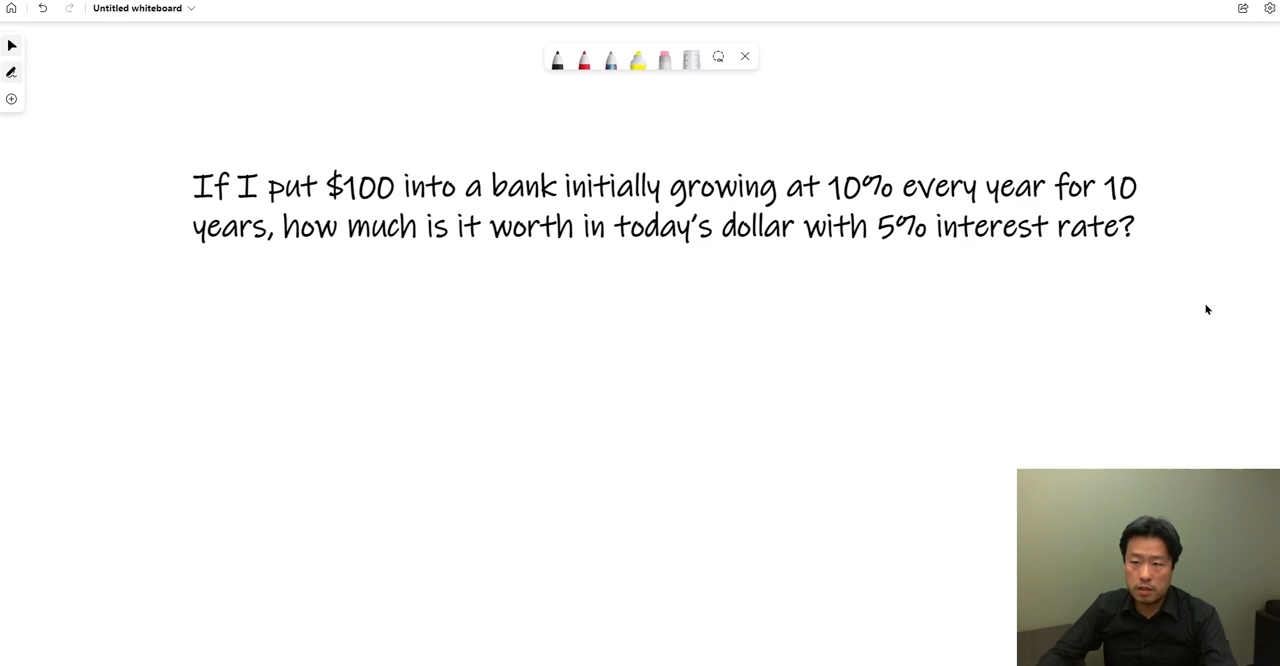 Untitled whiteboard
If I put $100 into a bank initially growing at 10% every year for 10
years, how much is it worth in today's dollar with 5% interest rate?